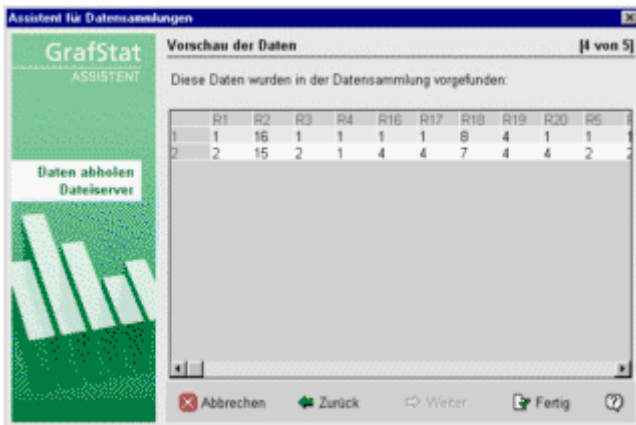 Assistent für Datensammlungen
GrafStat
ASSISTENT
Daten abholen
Dateiserver
Vorschau der Daten [4 von 5]
Diese Daten wurden in der Datensammlung vorgefunden:
R1 R2 R3 R4 R16 R17 R18 R19 R20 R5
1 1 16 1 1 1 1 8 4 1 1 1
2 2 15 2 1 4 4 7 4 4 2 2
Abbrechen Zurück Weiter Fertig ?